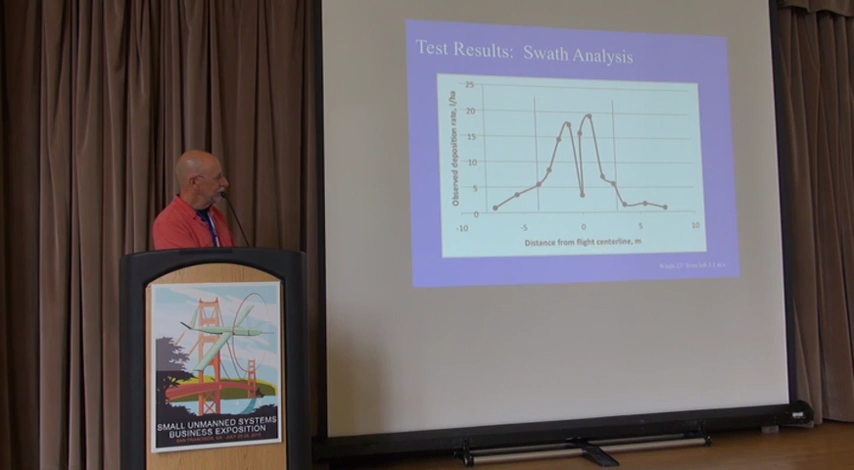 Test Results: Swath Analysis
Observed deposition rate, l/ha
25
20
15
10
5
0
-10
-5
0
5
10
Distance from flight centerline, m
SMALL UNMANNED SYSTEMS
BUSINESS EXPOSITION